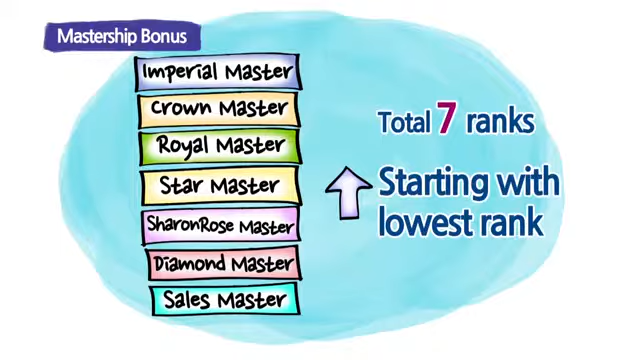 Mastership Bonus
Imperial Master
Crown Master
Royal Master
Star Master
SharonRose Master
Diamond Master
Sales Master
Total 7 ranks
Starting with
lowest rank